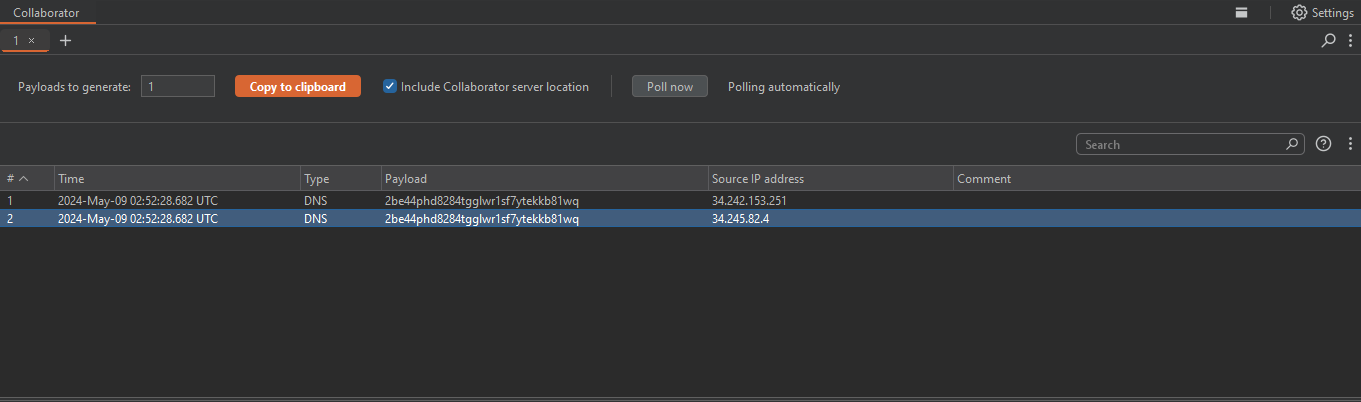 Collaborator Settings
1 × +
Payloads to generate: 1 Copy to clipboard Include Collaborator server location Poll now Polling automatically
Search
# Time Type Payload Source IP address Comment
1 2024-May-09 02:52:28.682 UTC DNS 2be44phd8284tgglwr1sf7ytekkb81wq 34.242.153.251
2 2024-May-09 02:52:28.682 UTC DNS 2be44phd8284tgglwr1sf7ytekkb81wq 34.245.82.4